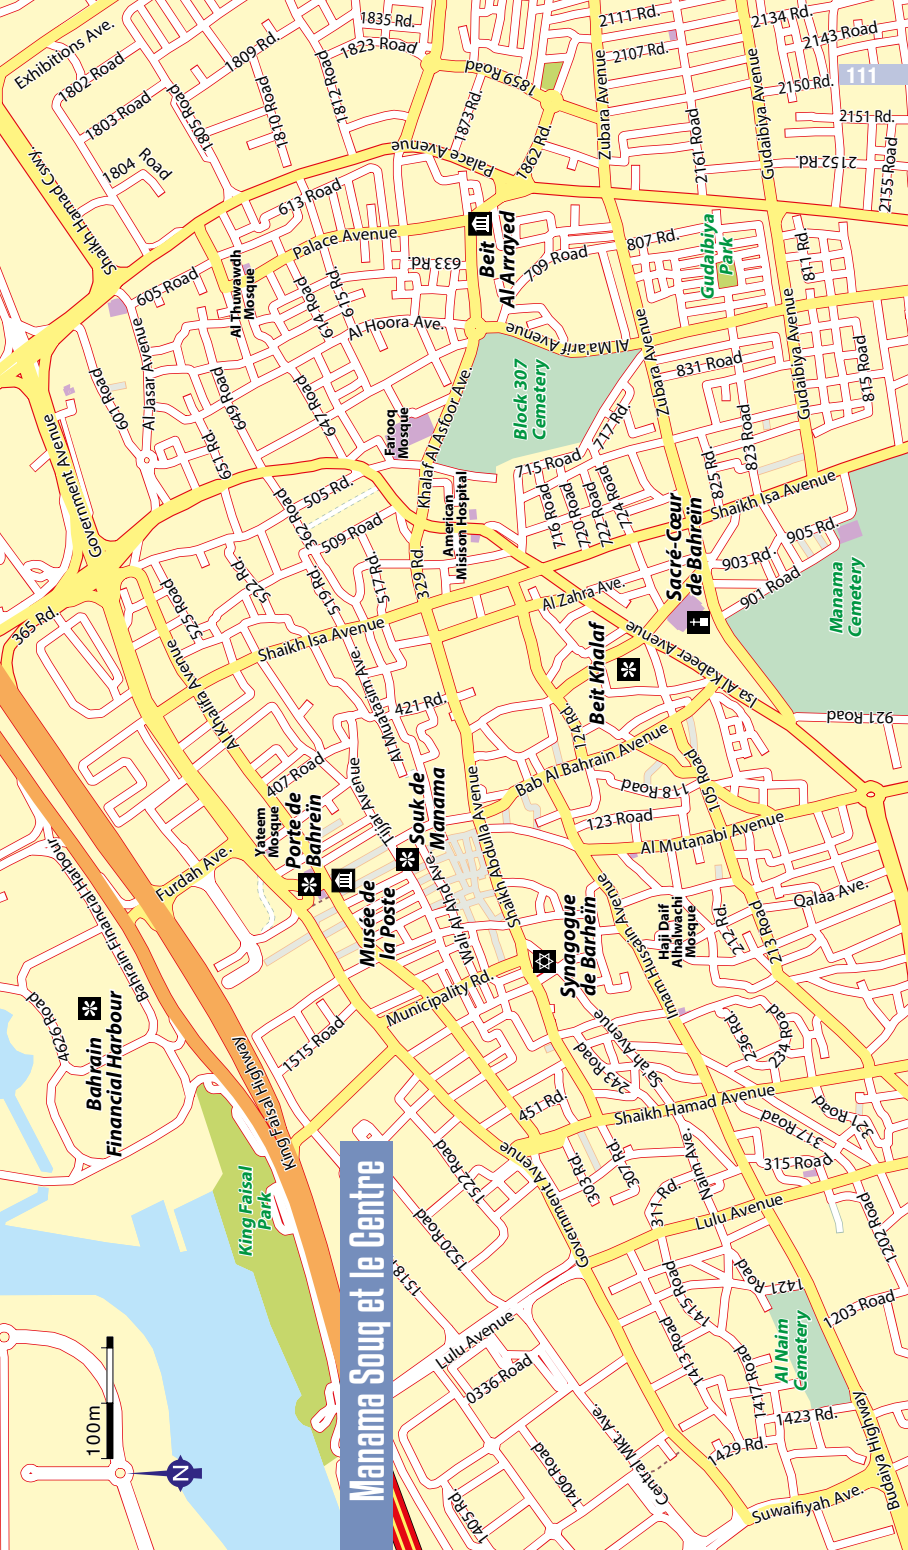 Manama Souq et le Centre
100m
N
111
Exhibitions Ave.
1802 Road
1803 Road
1804 Road
1805 Road
1809 Rd.
1810 Road
1812 Road
1835 Rd.
1823 Road
1859 Road
1873 Rd.
1862 Rd.
Palace Avenue
Zubara Avenue
2111 Rd.
2107 Rd.
2134 Rd.
2143 Road
2150 Rd.
2151 Rd.
2152 Rd.
2155 Road
2161 Road
Gudaibiya Avenue
Shaikh Hamad Cswy.
613 Road
Palace Avenue
633 Rd.
Beit
Al Arrayed
709 Road
807 Rd.
Gudaibiya
Park
811 Rd.
605 Road
Al Thuwawdh
Mosque
614 Road
615 Rd.
Al Hoora Ave.
Al Ma'arif Avenue
Zubara Avenue
831 Road
Gudaibiya Avenue
815 Road
601 Road
Al Jasar Avenue
649 Road
647 Road
651 Rd.
Farooq
Mosque
Khalaf Al Asfoor Ave.
Block 307
Cemetery
717 Rd.
715 Road
716 Road
720 Road
722 Road
724 Road
825 Rd.
823 Road
Shaikh Isa Avenue
Government Avenue
505 Rd.
362 Road
509 Road
American
Misison Hospital
329 Rd.
517 Rd.
519 Rd.
522 Rd.
525 Road
365 Rd.
Shaikh Isa Avenue
Al Zahra Ave.
Sacré-Cœur
de Bahreïn
903 Rd.
905 Rd.
901 Road
Manama
Cemetery
921 Road
Isa Al Kabeer Avenue
Beit Khalaf
Al Khalifa Avenue
Al Muatasim Ave.
421 Rd.
407 Road
Tijjar Avenue
124 Rd.
Bab Al Bahrain Avenue
118 Road
105 Road
123 Road
Al Mutanabi Avenue
Yateem
Mosque
Porte de
Bahreïn
Souk de
Manama
Musée de
la Poste
Wali Al Ahd Ave.
Shaikh Abdulla Avenue
Synagogue
de Barheïn
Imam Hussain Avenue
Haji Daif
Alhalwachi
Mosque
212 Rd.
213 Road
Qalaa Ave.
Furdah Ave.
Bahrain Financial Harbour
4626 Road
Bahrain
Financial Harbour
King Faisal Highway
1515 Road
Municipality Rd.
Sa'ah Avenue
243 Road
236 Rd.
234 Road
451 Rd.
Shaikh Hamad Avenue
317 Road
321 Road
315 Road
303 Rd.
307 Rd.
311 Rd.
Naim Ave.
Lulu Avenue
1202 Road
1522 Road
1520 Road
1518
Government Avenue
King Faisal
Park
Lulu Avenue
0336 Road
1421 Road
1415 Road
1413 Road
1417 Road
1423 Rd.
1429 Rd.
1203 Road
Al Naim
Cemetery
Budaiya Highway
Suwaifiyah Ave.
Central Mkt. Ave.
1406 Road
1405 Rd.